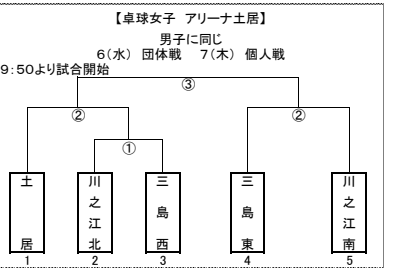 【卓球女子 アリーナ土居】
男子に同じ
6(水) 団体戦 7(木) 個人戦
9:50より試合開始
③
② ②
①
土居 川之江北 三島西 三島東 川之江南
1 2 3 4 5